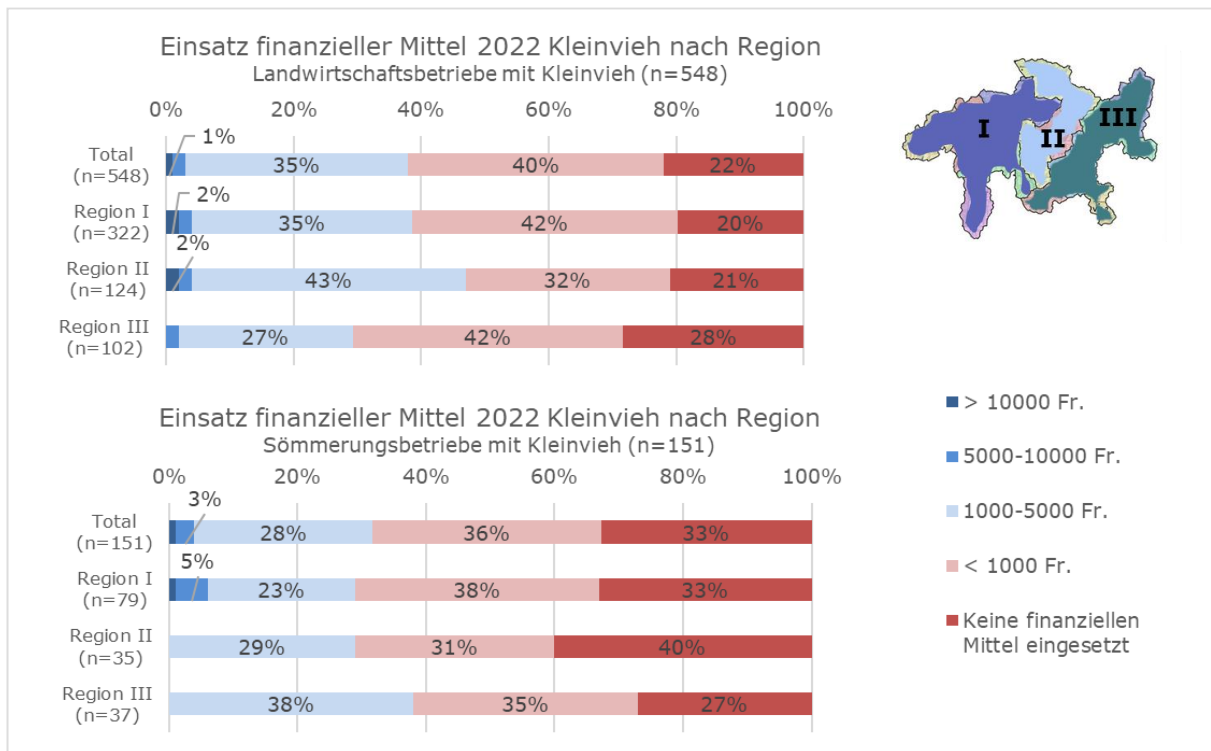 Einsatz finanzieller Mittel 2022 Kleinvieh nach Region
Landwirtschaftsbetriebe mit Kleinvieh (n=548)
0% 20% 40% 60% 80% 100%
1%
Total
(n=548)
35% 40% 22%
2%
Region I
(n=322)
35% 42% 20%
2%
Region II
(n=124)
43% 32% 21%
Region III
(n=102)
27% 42% 28%
I II III
Einsatz finanzieller Mittel 2022 Kleinvieh nach Region
Sömmerungsbetriebe mit Kleinvieh (n=151)
0% 20% 40% 60% 80% 100%
3%
Total
(n=151)
28% 36% 33%
5%
Region I
(n=79)
23% 38% 33%
Region II
(n=35)
29% 31% 40%
Region III
(n=37)
38% 35% 27%
> 10000 Fr.
5000-10000 Fr.
1000-5000 Fr.
< 1000 Fr.
Keine finanziellen
Mittel eingesetzt